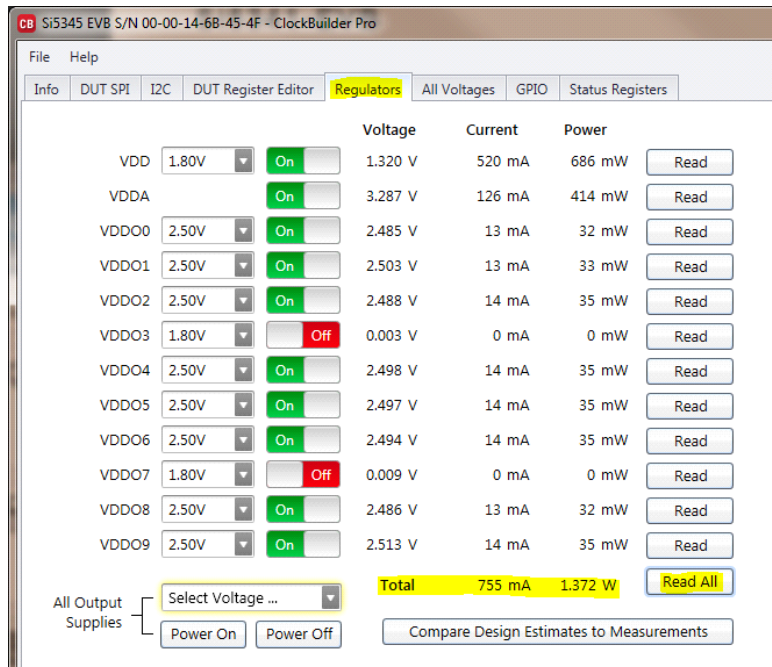 CB Si5345 EVB S/N 00-00-14-6B-45-4F - ClockBuilder Pro
File Help
Info DUT SPI I2C DUT Register Editor Regulators All Voltages GPIO Status Registers
Voltage Current Power
VDD 1.80V On 1.320 V 520 mA 686 mW Read
VDDA On 3.287 V 126 mA 414 mW Read
VDDO0 2.50V On 2.485 V 13 mA 32 mW Read
VDDO1 2.50V On 2.503 V 13 mA 33 mW Read
VDDO2 2.50V On 2.488 V 14 mA 35 mW Read
VDDO3 1.80V Off 0.003 V 0 mA 0 mW Read
VDDO4 2.50V On 2.498 V 14 mA 35 mW Read
VDDO5 2.50V On 2.497 V 14 mA 35 mW Read
VDDO6 2.50V On 2.494 V 14 mA 35 mW Read
VDDO7 1.80V Off 0.009 V 0 mA 0 mW Read
VDDO8 2.50V On 2.486 V 13 mA 32 mW Read
VDDO9 2.50V On 2.513 V 14 mA 35 mW Read
Total 755 mA 1.372 W Read All
All Output Supplies
Select Voltage ...
Power On Power Off
Compare Design Estimates to Measurements